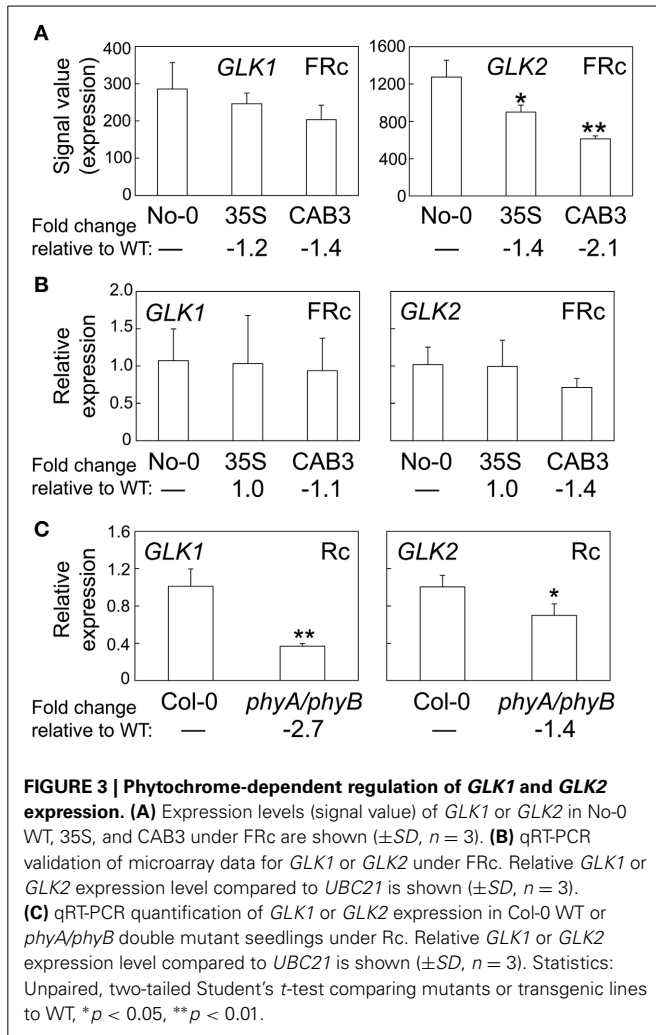 A
400
300
200
100
0
Signal value
(expression)
GLK1 FRc
No-0 35S CAB3
1600
1200
800
400
0
GLK2 FRc
*
**
No-0 35S CAB3
Fold change
relative to WT: — -1.2 -1.4 — -1.4 -2.1
B
2.0
1.5
1.0
0.5
0
Relative
expression
GLK1 FRc
No-0 35S CAB3
GLK2 FRc
No-0 35S CAB3
Fold change
relative to WT: — 1.0 -1.1 — 1.0 -1.4
C
1.6
1.2
0.8
0.4
0
Relative
expression
GLK1 Rc
**
Col-0 phyA/phyB
GLK2 Rc
*
Col-0 phyA/phyB
Fold change
relative to WT: — -2.7 — -1.4
FIGURE 3 | Phytochrome-dependent regulation of GLK1 and GLK2
expression. (A) Expression levels (signal value) of GLK1 or GLK2 in No-0
WT, 35S, and CAB3 under FRc are shown (±SD, n = 3). (B) qRT-PCR
validation of microarray data for GLK1 or GLK2 under FRc. Relative GLK1 or
GLK2 expression level compared to UBC21 is shown (±SD, n = 3).
(C) qRT-PCR quantification of GLK1 or GLK2 expression in Col-0 WT or
phyA/phyB double mutant seedlings under Rc. Relative GLK1 or GLK2
expression level compared to UBC21 is shown (±SD, n = 3). Statistics:
Unpaired, two-tailed Student's t-test comparing mutants or transgenic lines
to WT, *p < 0.05, **p < 0.01.